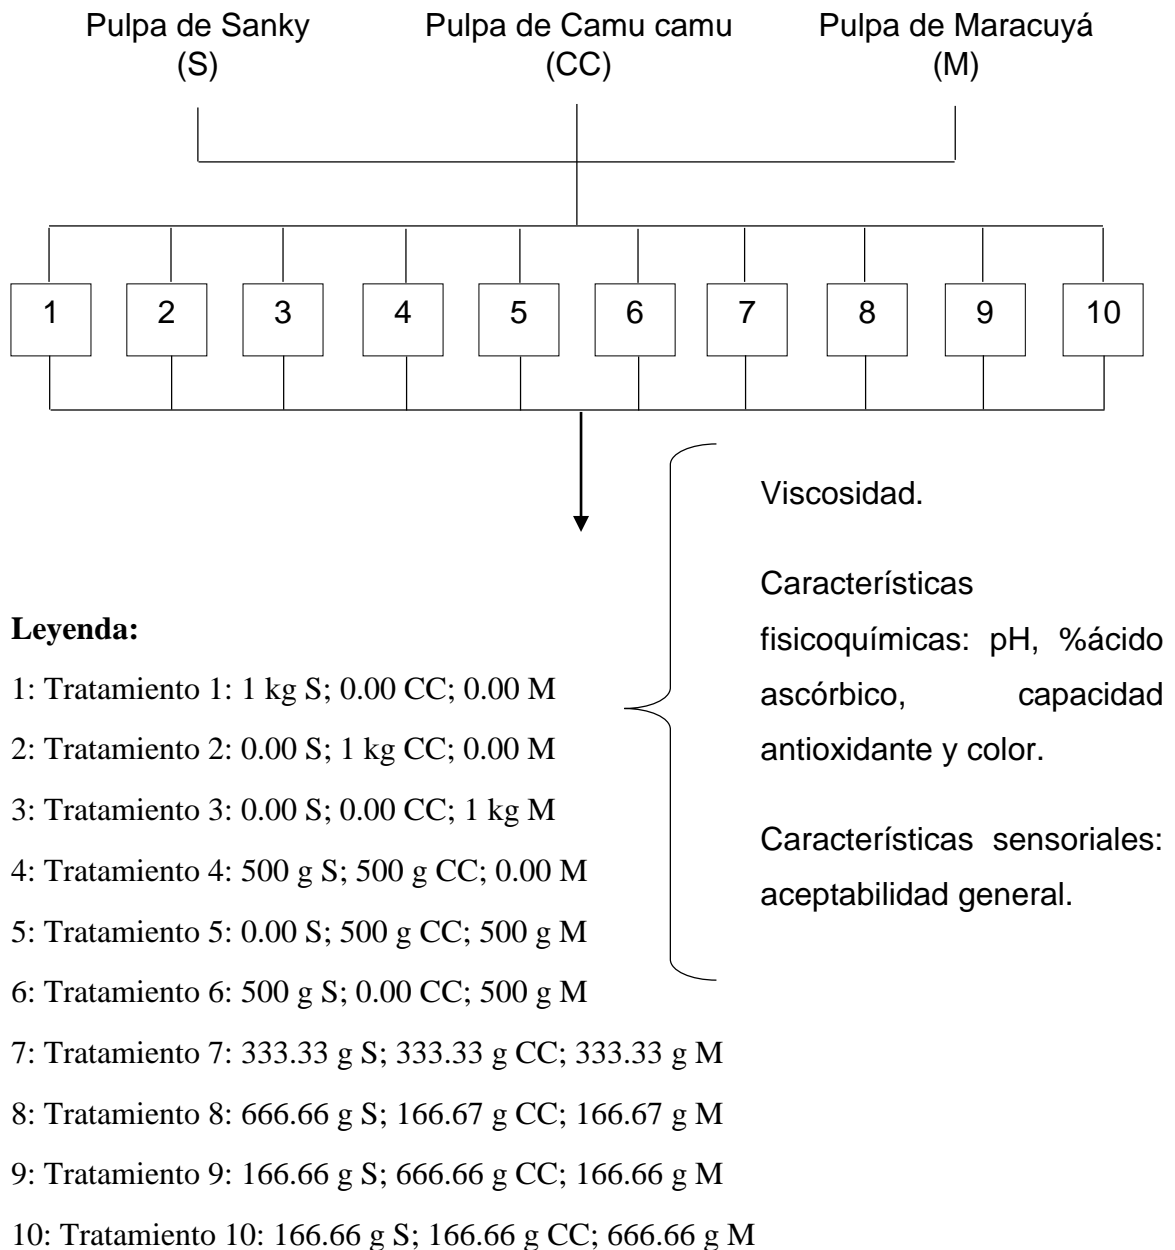 Pulpa de Sanky
(S)
Pulpa de Camu camu
(CC)
Pulpa de Maracuyá
(M)
1 2 3 4 5 6 7 8 9 10
Viscosidad.
Características
fisicoquímicas: pH, %ácido
ascórbico, capacidad
antioxidante y color.
Características sensoriales:
aceptabilidad general.
Leyenda:
1: Tratamiento 1: 1 kg S; 0.00 CC; 0.00 M
2: Tratamiento 2: 0.00 S; 1 kg CC; 0.00 M
3: Tratamiento 3: 0.00 S; 0.00 CC; 1 kg M
4: Tratamiento 4: 500 g S; 500 g CC; 0.00 M
5: Tratamiento 5: 0.00 S; 500 g CC; 500 g M
6: Tratamiento 6: 500 g S; 0.00 CC; 500 g M
7: Tratamiento 7: 333.33 g S; 333.33 g CC; 333.33 g M
8: Tratamiento 8: 666.66 g S; 166.67 g CC; 166.67 g M
9: Tratamiento 9: 166.66 g S; 666.66 g CC; 166.66 g M
10: Tratamiento 10: 166.66 g S; 166.66 g CC; 666.66 g M